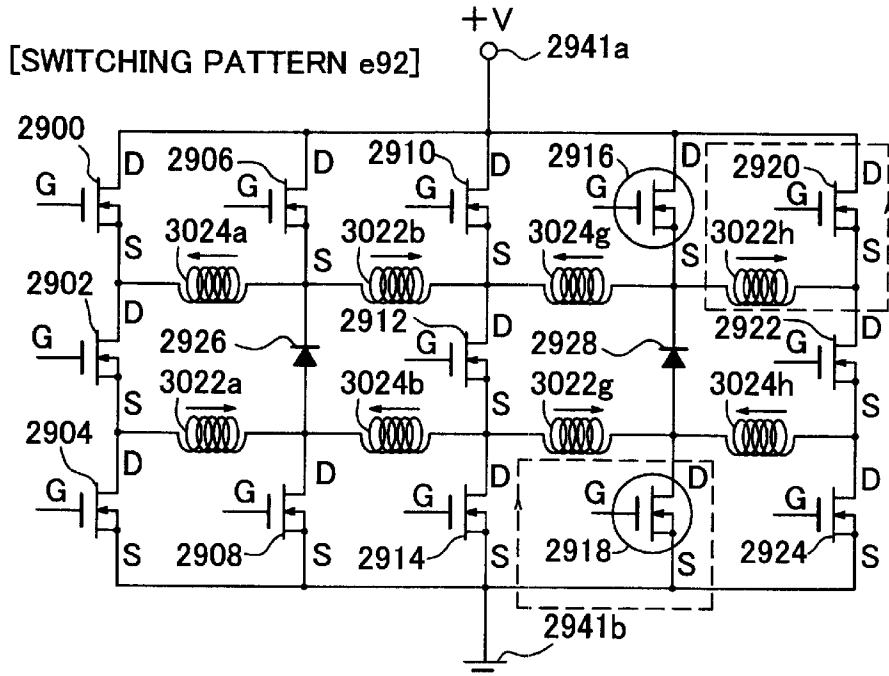 +V
2941a
[SWITCHING PATTERN e92]
2900 D 2906 D 2910 D 2916 D 2920 D
G G G G G
S S S S S
3024a 3022b 3024g 3022h
2902 D 2926 2912 D 2928 2922 D
G G G
S S S
3022a 3024b 3022g 3024h
2904 D D D D D
G G G G G
S 2908 S 2914 S 2918 S 2924 S
2941b